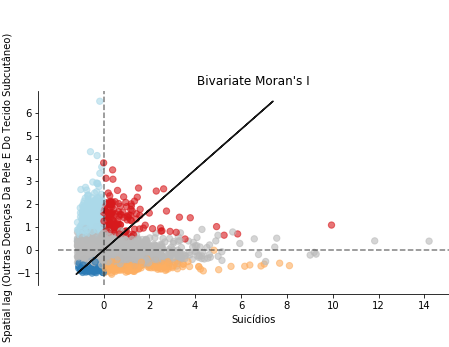 Bivariate Moran's I
Spatial lag (Outras Doenças Da Pele E Do Tecido Subcutâneo)
6
5
4
3
2
1
0
−1
0 2 4 6 8 10 12 14
Suicídios